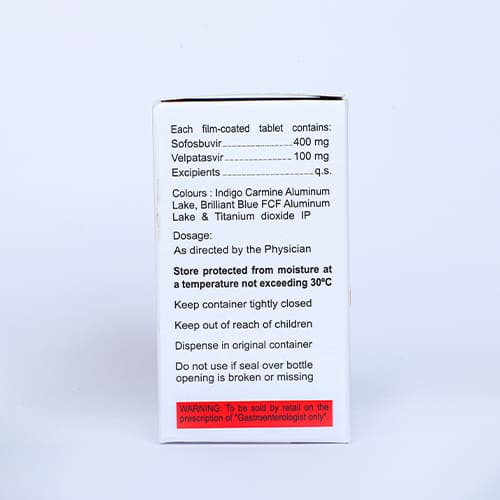 Each film-coated tablet contains:
Sofosbuvir....................400 mg
Velpatasvir....................100 mg
Excipients.........................q.s.
Colours : Indigo Carmine Aluminum
Lake, Brilliant Blue FCF Aluminum
Lake & Titanium dioxide IP
Dosage:
As directed by the Physician
Store protected from moisture at
a temperature not exceeding 30ºC
Keep container tightly closed
Keep out of reach of children
Dispense in original container
Do not use if seal over bottle
opening is broken or missing
WARNING: To be sold by retail on the
prescription of "Gastroenterologist only".